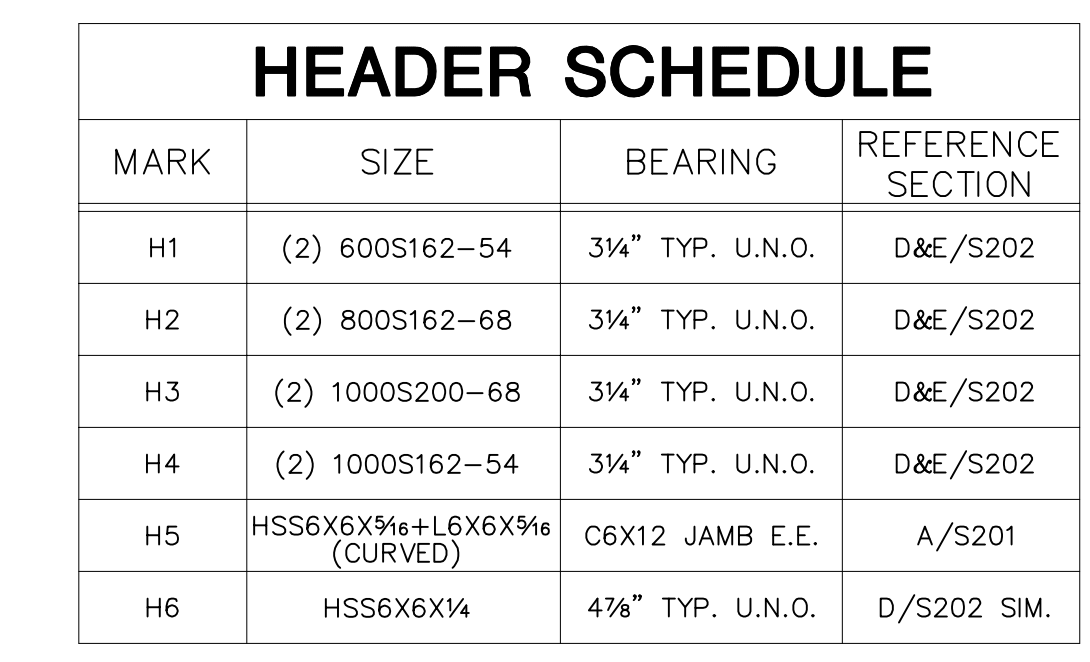 HEADER SCHEDULE
MARK SIZE BEARING REFERENCE SECTION
H1 (2) 600S162-54 3¼" TYP. U.N.O. D&E/S202
H2 (2) 800S162-68 3¼" TYP. U.N.O. D&E/S202
H3 (2) 1000S200-68 3¼" TYP. U.N.O. D&E/S202
H4 (2) 1000S162-54 3¼" TYP. U.N.O. D&E/S202
H5 HSS6X6X5⁄16+L6X6X5⁄16 (CURVED) C6X12 JAMB E.E. A/S201
H6 HSS6X6X¼ 4⅞" TYP. U.N.O. D/S202 SIM.